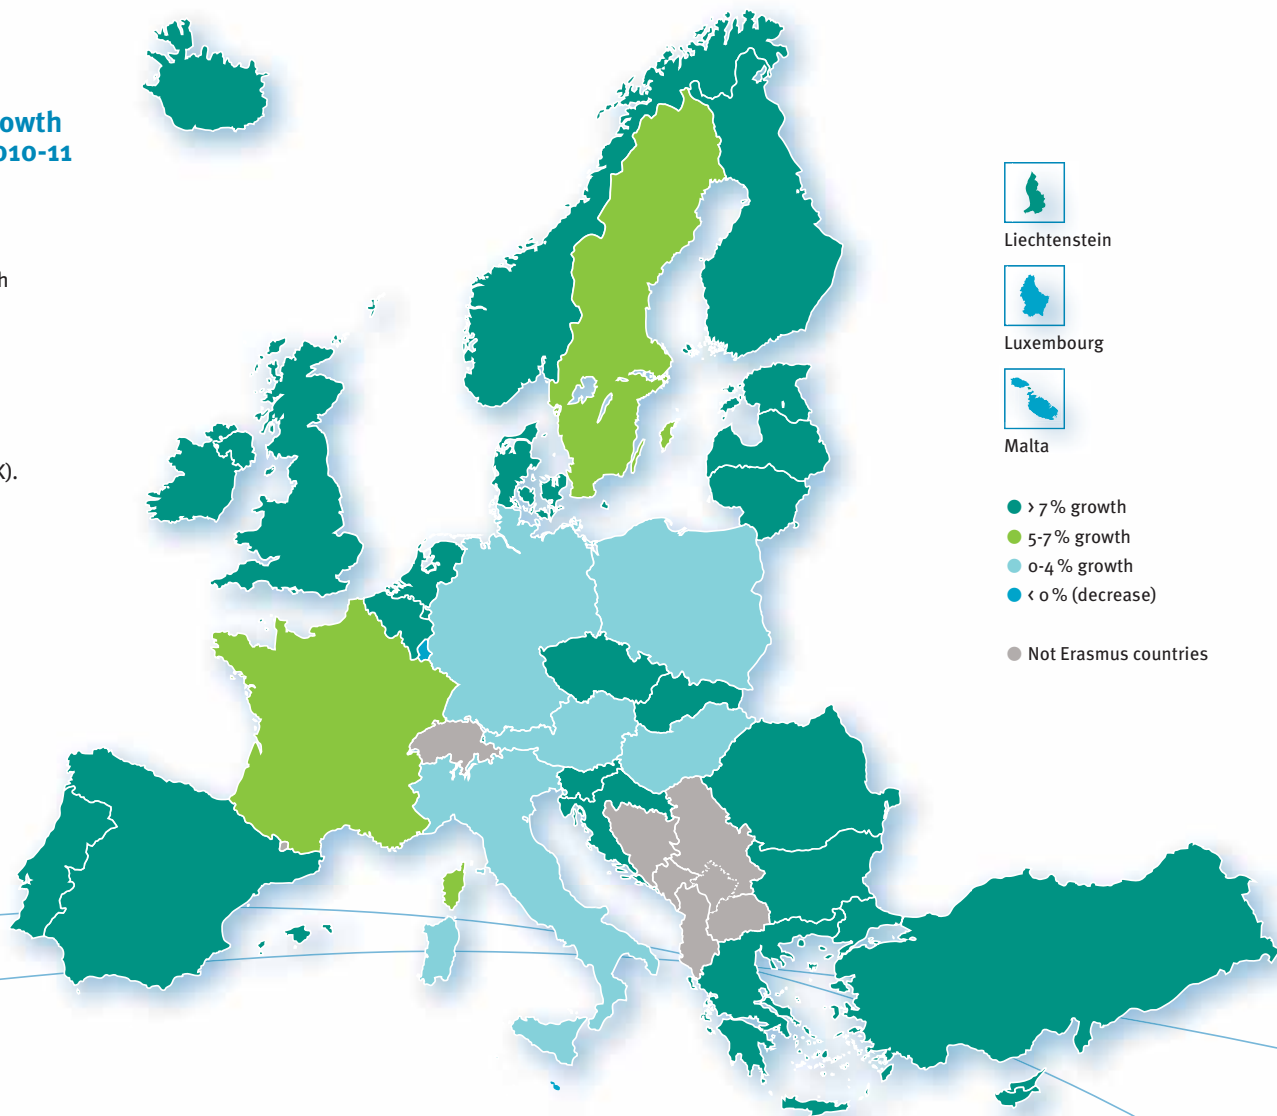 owth
010-11
h
K).
Liechtenstein
Luxembourg
Malta
› 7 % growth
5-7 % growth
0-4 % growth
‹ 0 % (decrease)
Not Erasmus countries